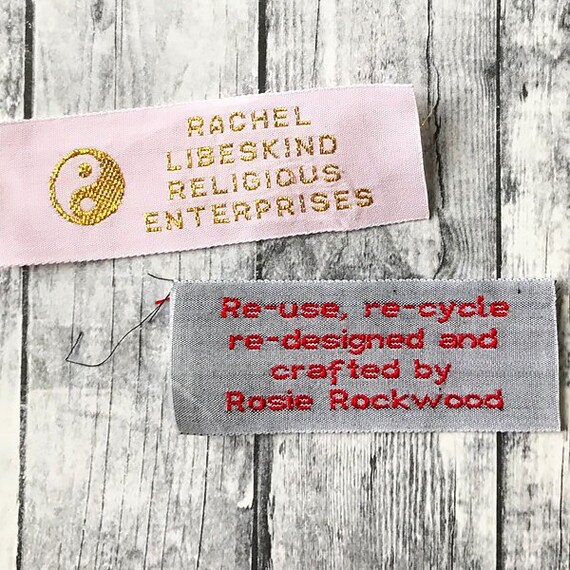 RACHEL
LIBESKIND
RELIGIOUS
ENTERPRISES
Re-use, re-cycle
re-designed and
crafted by
Rosie Rockwood